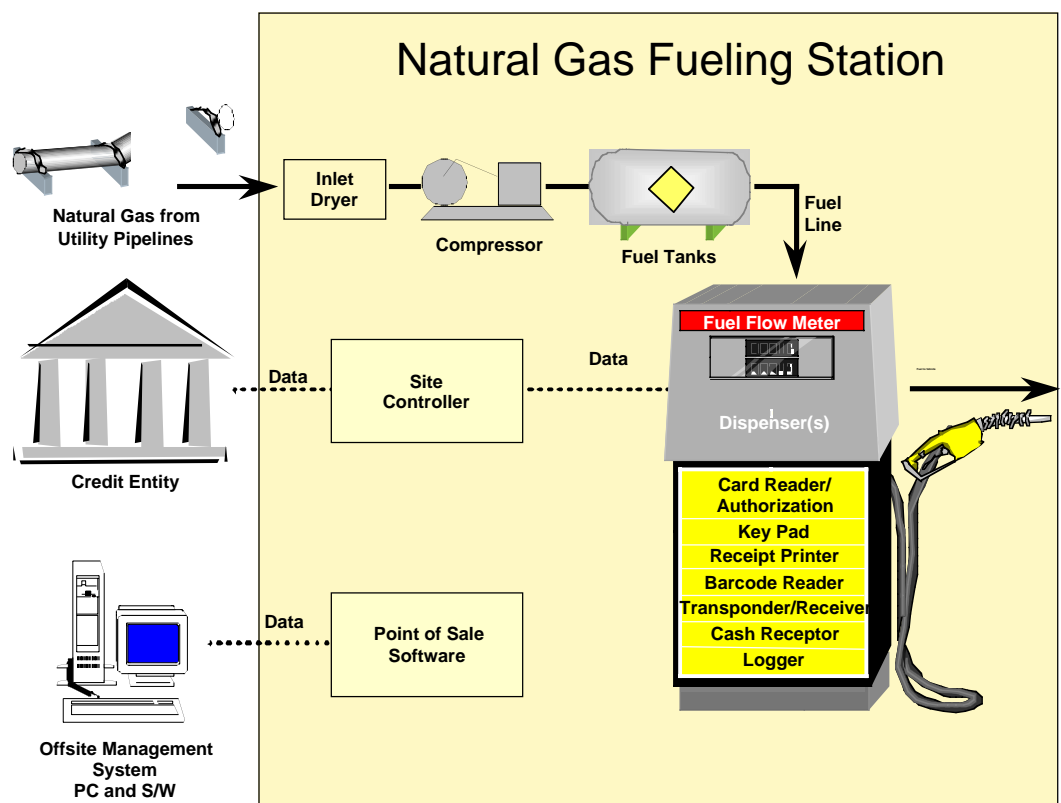 Natural Gas Fueling Station
Natural Gas from
Utility Pipelines
Inlet
Dryer
Compressor
Fuel Tanks
Fuel
Line
Fuel Flow Meter
Dispenser(s)
Credit Entity
Data
Site
Controller
Data
Card Reader/
Authorization
Key Pad
Receipt Printer
Barcode Reader
Transponder/Receiver
Cash Receptor
Logger
Data
Point of Sale
Software
Offsite Management
System
PC and S/W